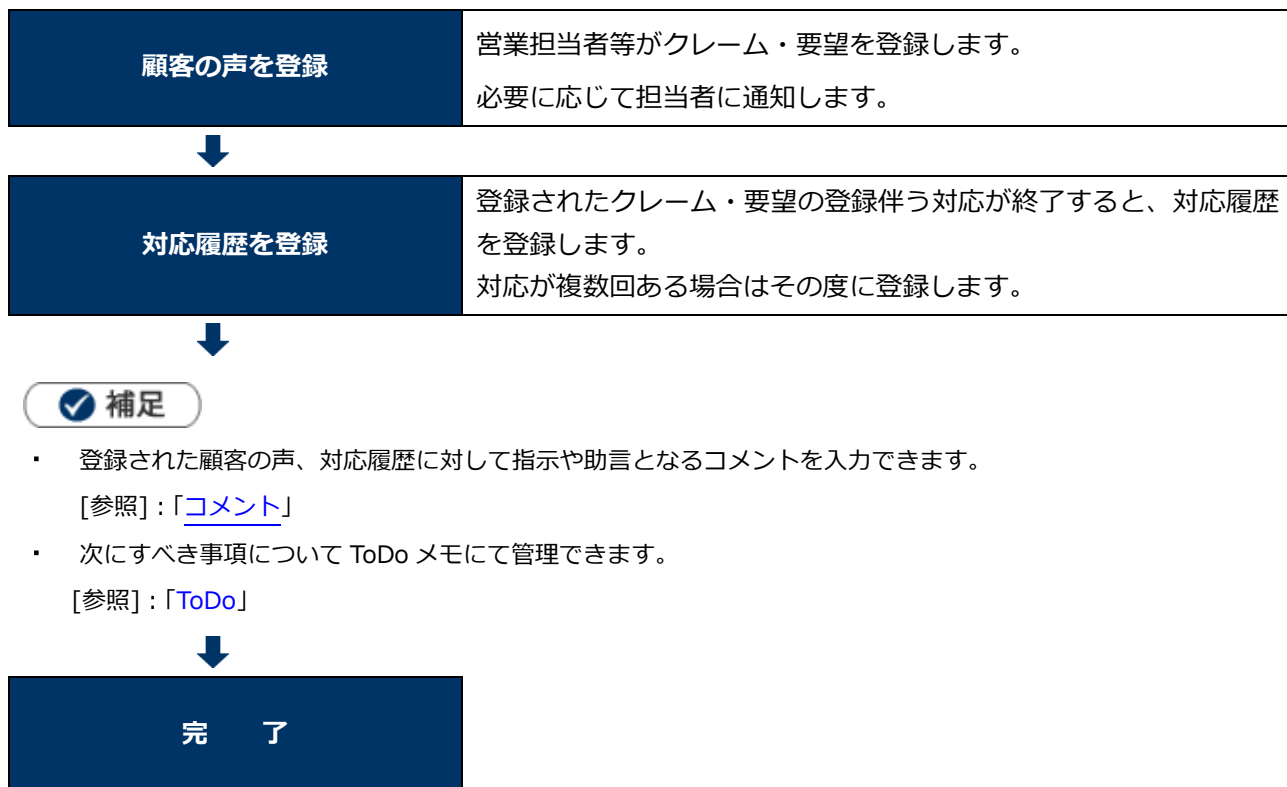 顧客の声を登録
営業担当者等がクレーム・要望を登録します。
必要に応じて担当者に通知します。
対応履歴を登録
登録されたクレーム・要望の登録伴う対応が終了すると、対応履歴
を登録します。
対応が複数回ある場合はその度に登録します。
補足
・ 登録された顧客の声、対応履歴に対して指示や助言となるコメントを入力できます。
[参照]:「コメント」
・ 次にすべき事項について ToDo メモにて管理できます。
[参照]:「ToDo」
完　了